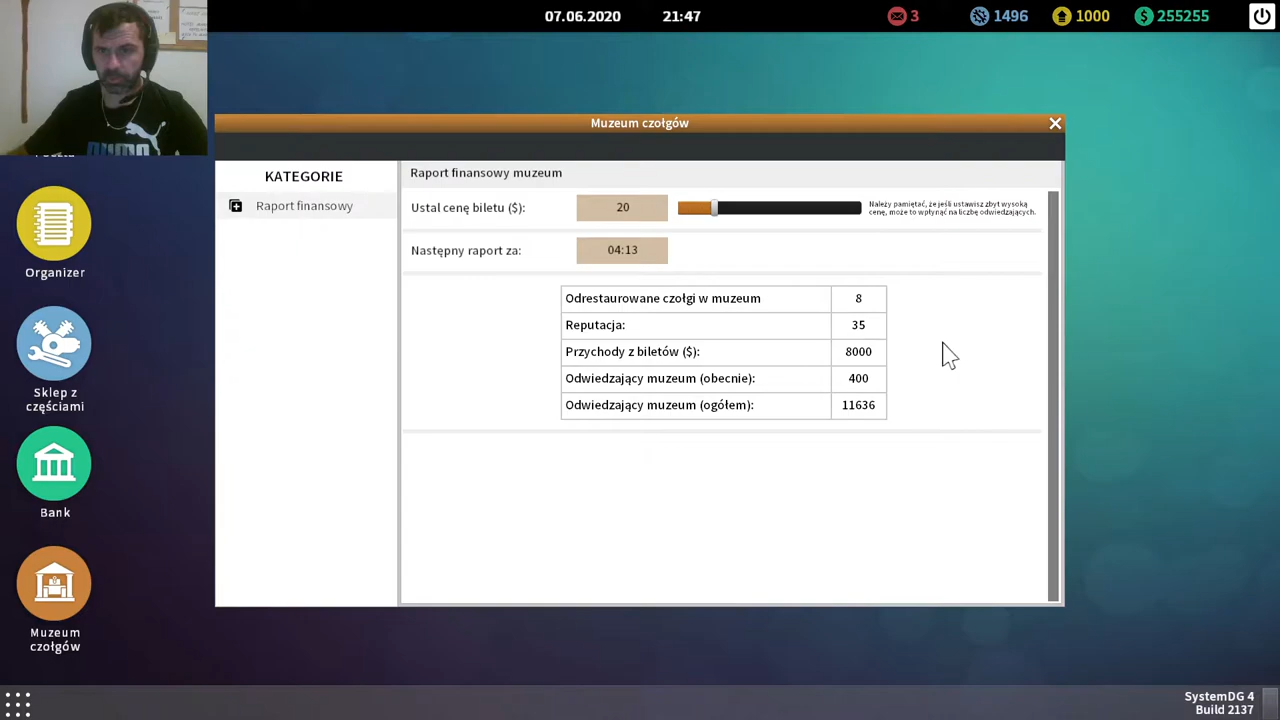 07.06.2020 21:47 3 1496 1000 255255
Muzeum czołgów
KATEGORIE
Raport finansowy
Raport finansowy muzeum
Ustal cenę biletu ($): 20
Należy pamiętać, że jeśli ustawisz zbyt wysoką
cenę, może to wpłynąć na liczbę odwiedzających.
Następny raport za: 04:13
Odrestaurowane czołgi w muzeum 8
Reputacja: 35
Przychody z biletów ($): 8000
Odwiedzający muzeum (obecnie): 400
Odwiedzający muzeum (ogółem): 11636
Organizer
Sklep z
częściami
Bank
Muzeum
czołgów
SystemDG 4
Build 2137